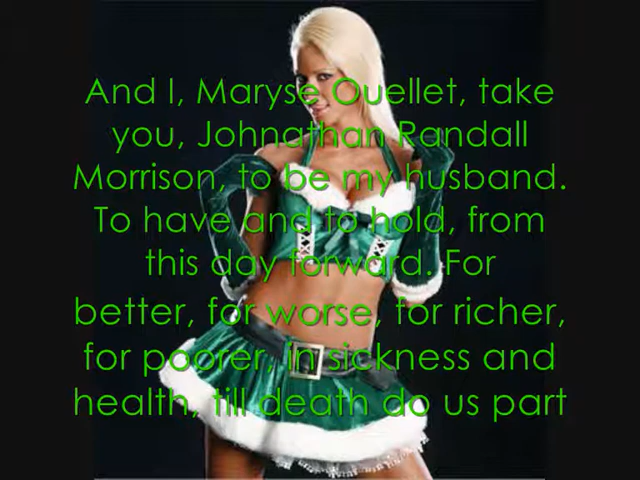 And I, Maryse Ouellet, take
you, Johnathan Randall
Morrison, to be my husband.
To have and to hold, from
this day forward. For
better, for worse, for richer,
for poorer, in sickness and
health, till death do us part